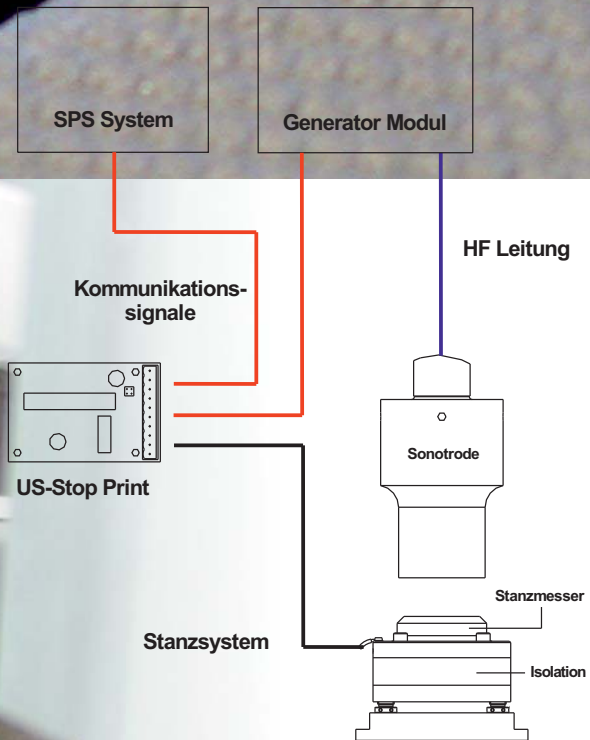 SPS System
Generator Modul
HF Leitung
Kommunikations-
signale
Sonotrode
US-Stop Print
Stanzmesser
Stanzsystem
Isolation